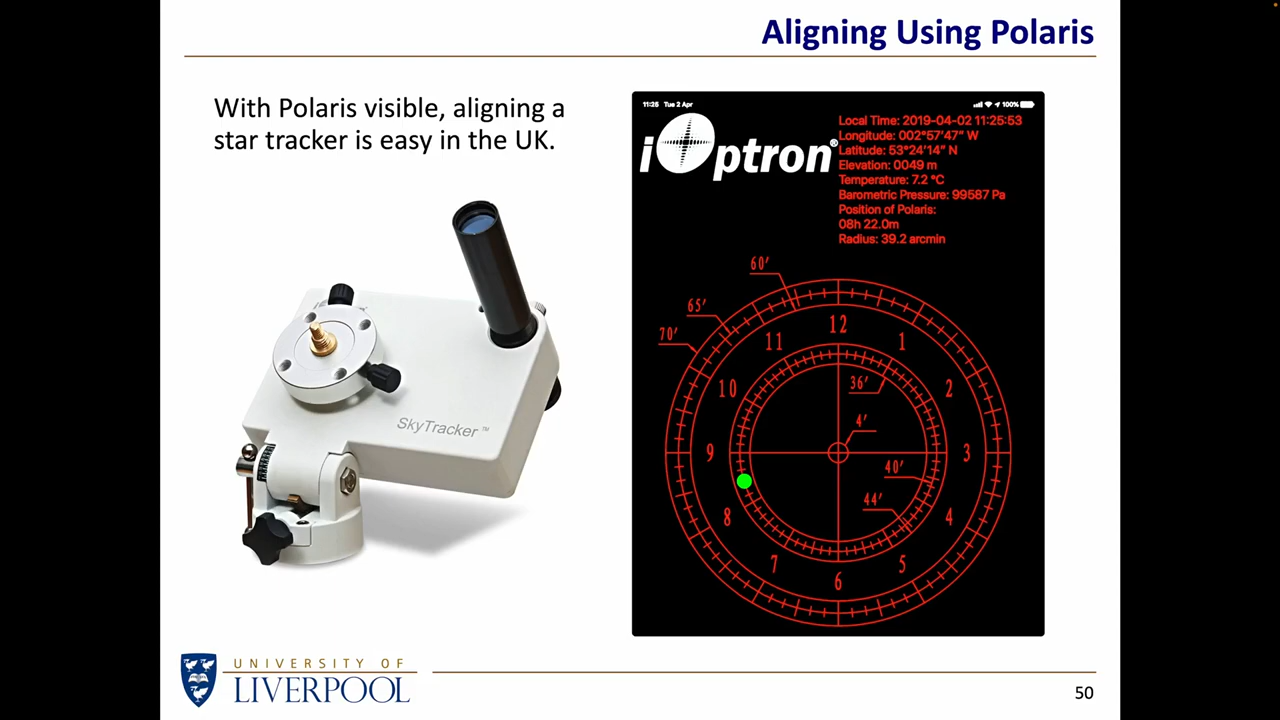 Aligning Using Polaris
With Polaris visible, aligning a
star tracker is easy in the UK.
SkyTracker™
11:25 Tue 2 Apr
100%
iOptron®
Local Time: 2019-04-02 11:25:53
Longitude: 002°57'47" W
Latitude: 53°24'14" N
Elevation: 0049 m
Temperature: 7.2 °C
Barometric Pressure: 99587 Pa
Position of Polaris:
08h 22.0m
Radius: 39.2 arcmin
60'
65'
70'
12
11
1
10
2
36'
4'
9
3
40'
44'
8
4
7
5
6
UNIVERSITY OF
LIVERPOOL
50